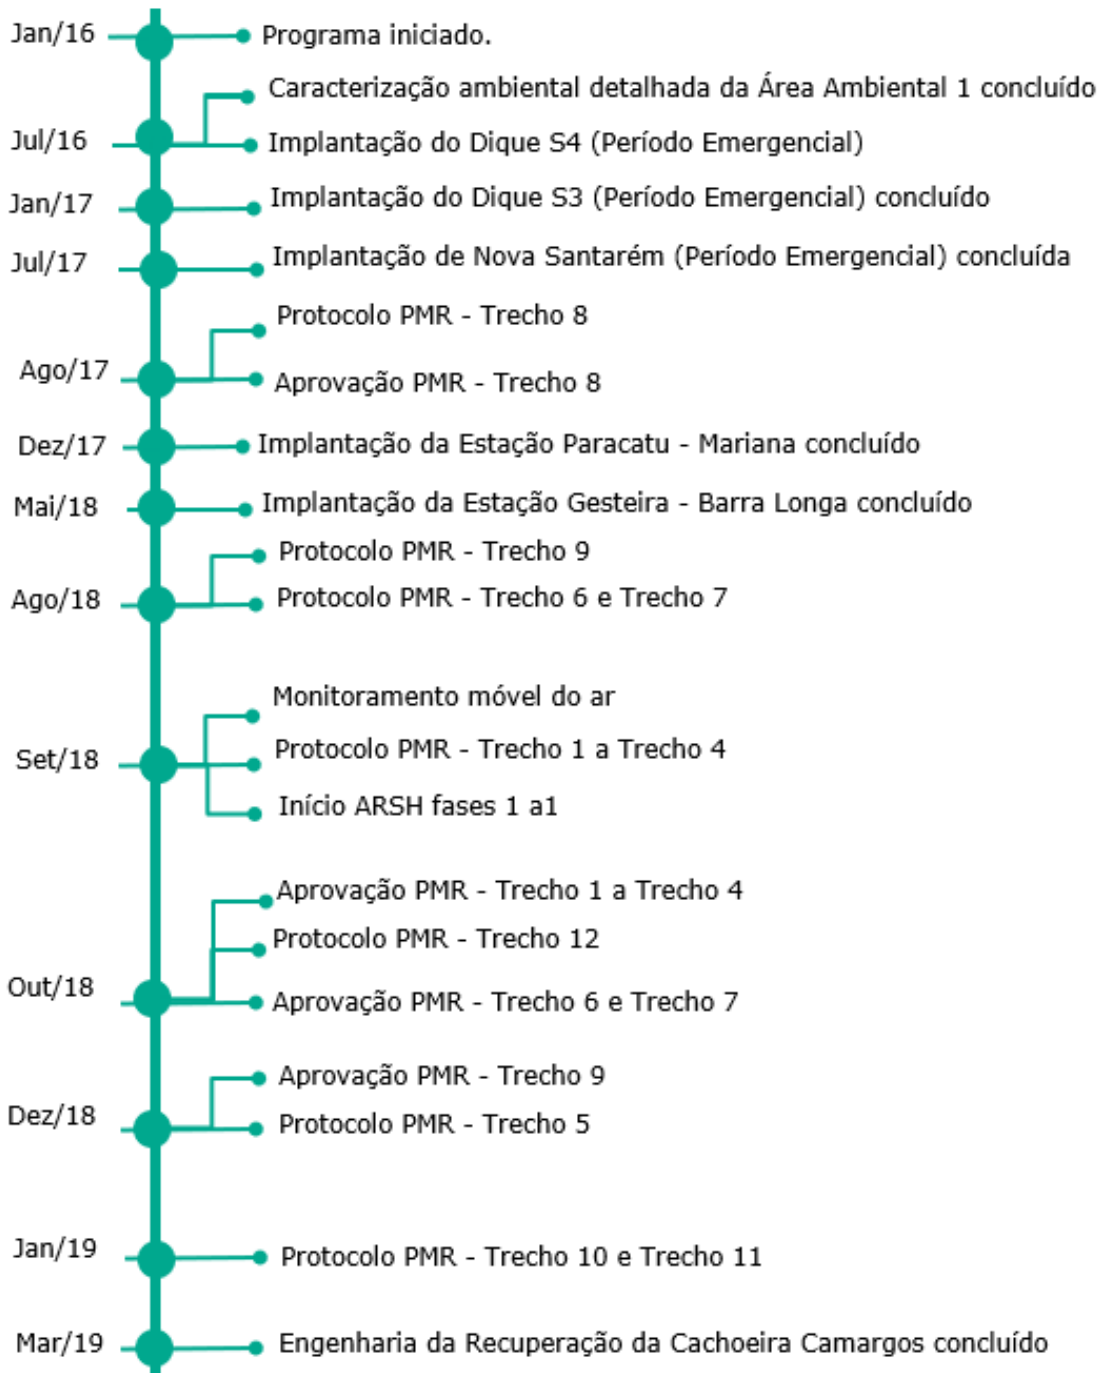 Jan/16
Programa iniciado.
Caracterização ambiental detalhada da Área Ambiental 1 concluído
Jul/16
Implantação do Dique S4 (Período Emergencial)
Jan/17
Implantação do Dique S3 (Período Emergencial) concluído
Jul/17
Implantação de Nova Santarém (Período Emergencial) concluída
Protocolo PMR - Trecho 8
Ago/17
Aprovação PMR - Trecho 8
Dez/17
Implantação da Estação Paracatu - Mariana concluído
Mai/18
Implantação da Estação Gesteira - Barra Longa concluído
Protocolo PMR - Trecho 9
Ago/18
Protocolo PMR - Trecho 6 e Trecho 7
Monitoramento móvel do ar
Set/18
Protocolo PMR - Trecho 1 a Trecho 4
Início ARSH fases 1 a1
Aprovação PMR - Trecho 1 a Trecho 4
Protocolo PMR - Trecho 12
Out/18
Aprovação PMR - Trecho 6 e Trecho 7
Aprovação PMR - Trecho 9
Dez/18
Protocolo PMR - Trecho 5
Jan/19
Protocolo PMR - Trecho 10 e Trecho 11
Mar/19
Engenharia da Recuperação da Cachoeira Camargos concluído